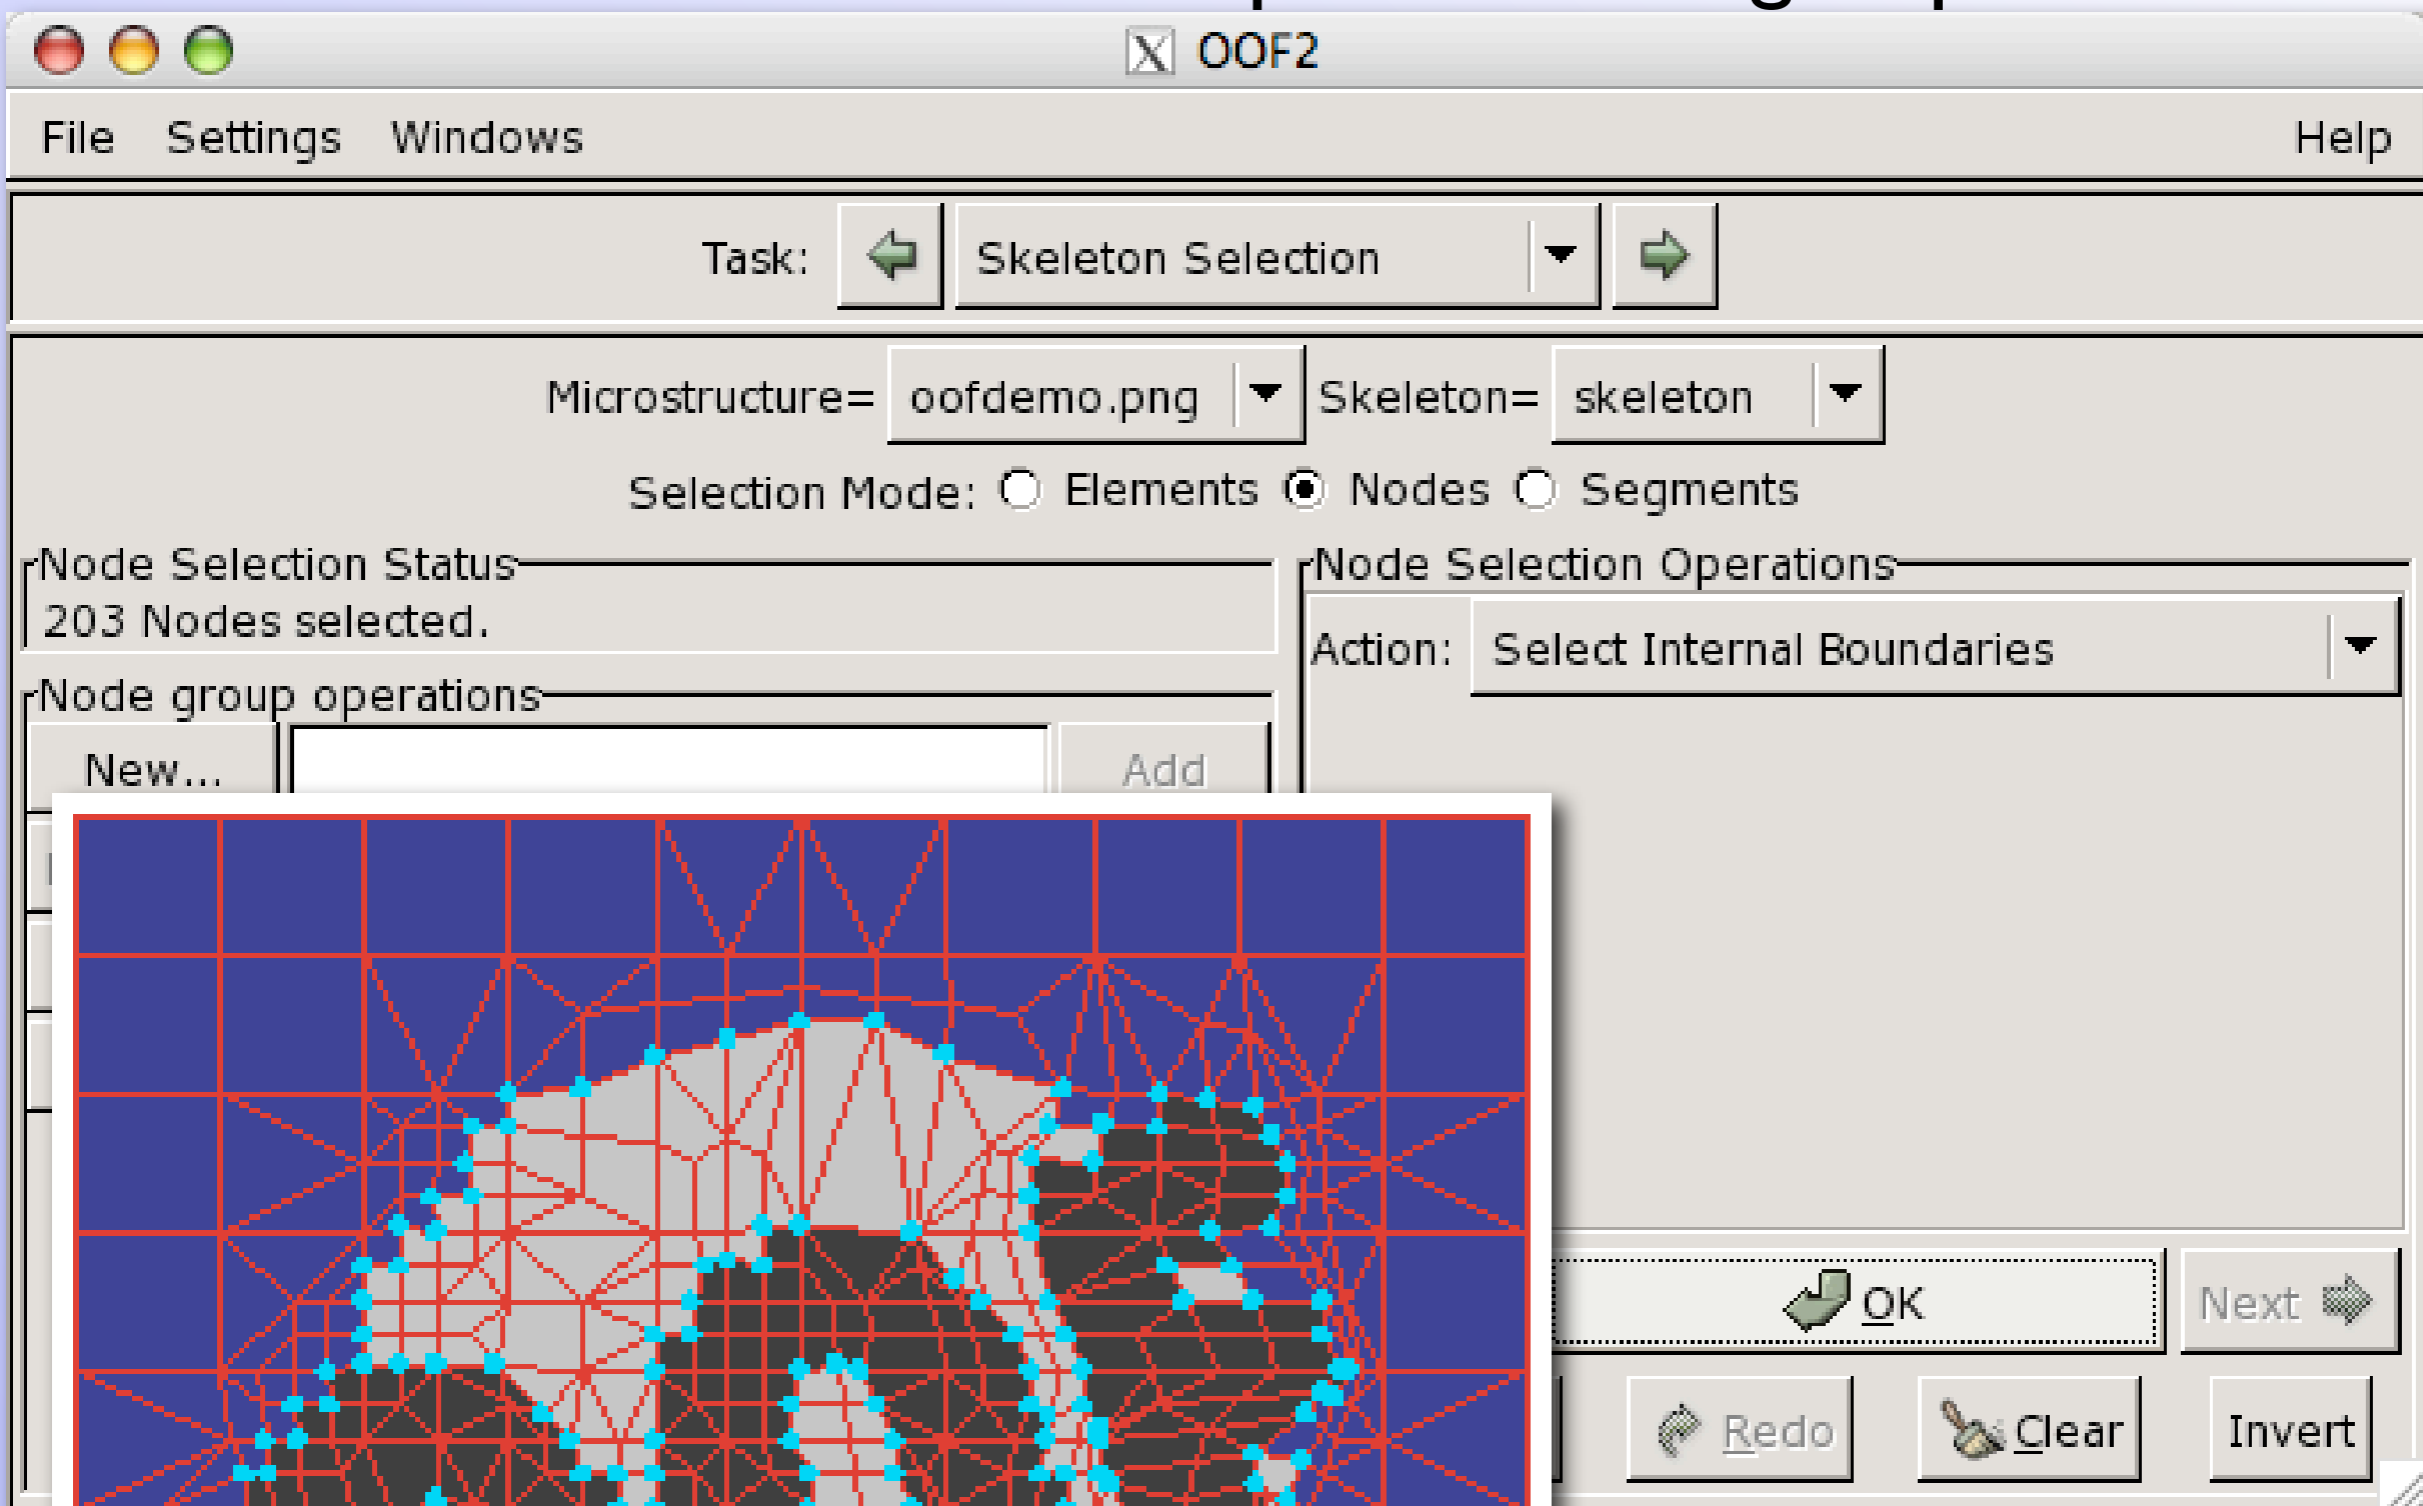 OOF2
File Settings Windows Help
Task: Skeleton Selection
Microstructure= oofdemo.png Skeleton= skeleton
Selection Mode: Elements Nodes Segments
Node Selection Status
203 Nodes selected.
Node group operations
New... Add
Node Selection Operations
Action: Select Internal Boundaries
OK Next
Redo Clear Invert